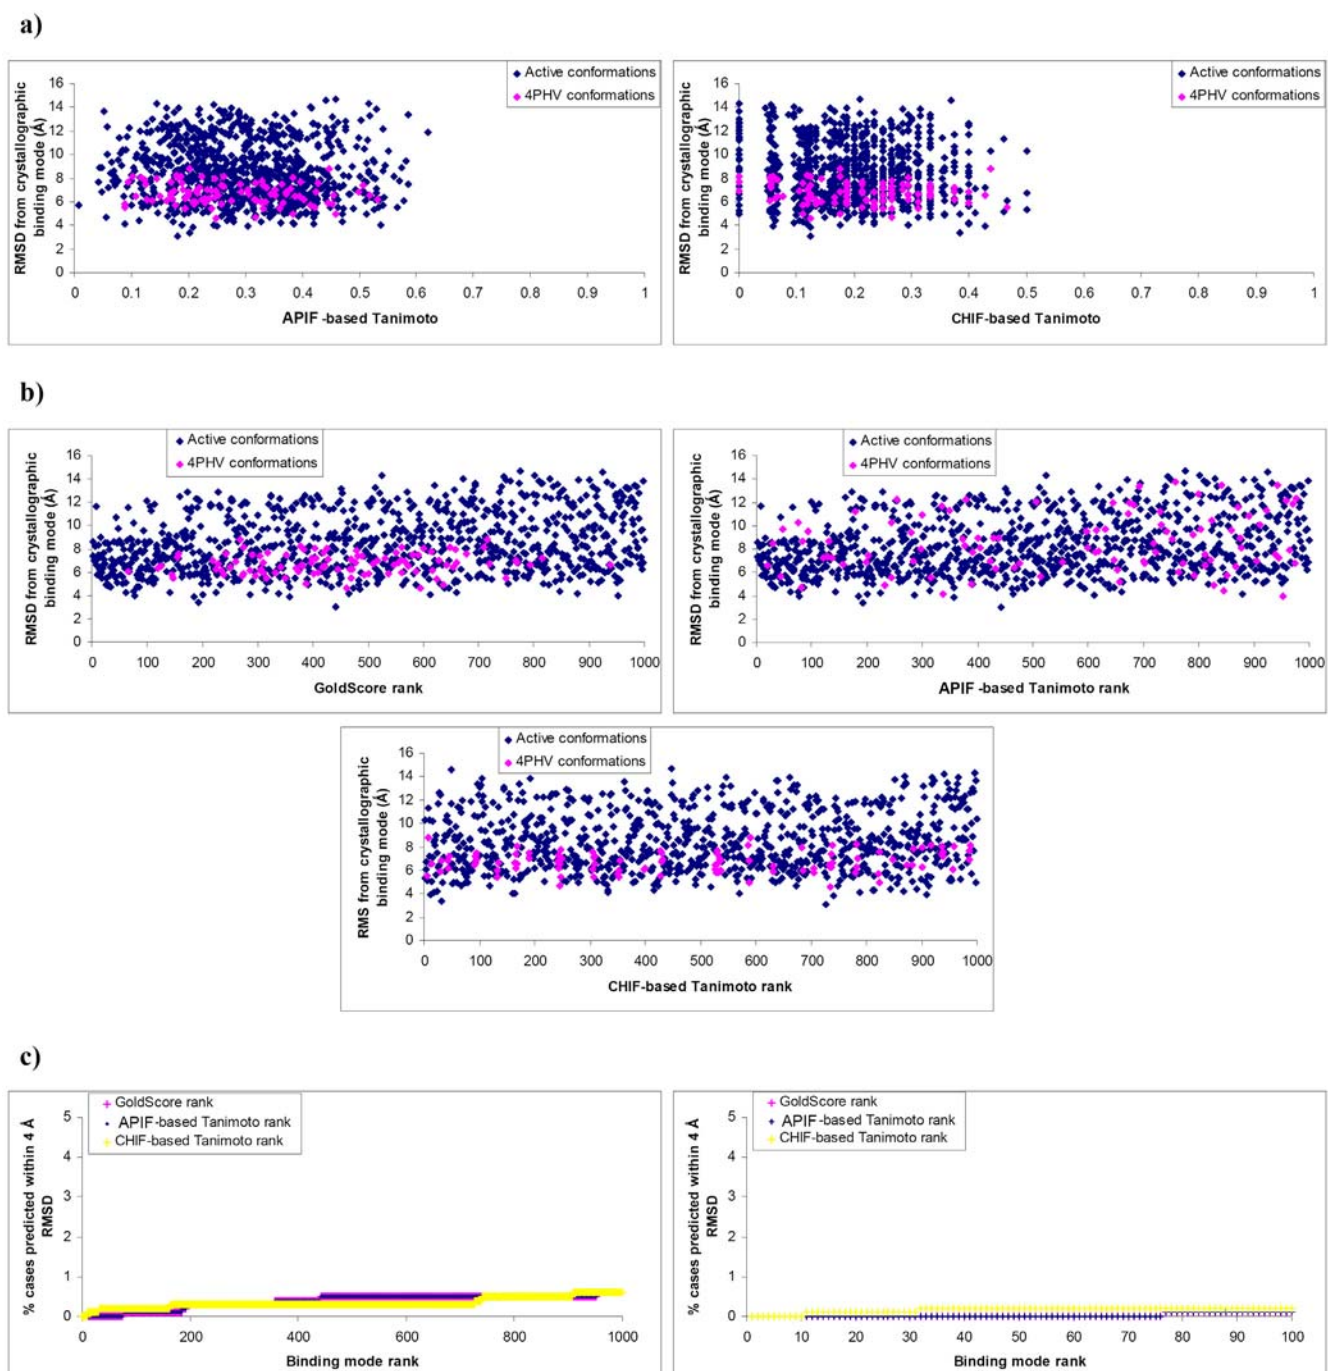 a)
Active conformations
4PHV conformations
RMSD from crystallographic
binding mode (Å)
16
14
12
10
8
6
4
2
0
0 0.1 0.2 0.3 0.4 0.5 0.6 0.7 0.8 0.9 1
APIF -based Tanimoto
Active conformations
4PHV conformations
RMSD from crystallographic
binding mode (Å)
16
14
12
10
8
6
4
2
0
0 0.1 0.2 0.3 0.4 0.5 0.6 0.7 0.8 0.9 1
CHIF-based Tanimoto
b)
Active conformations
4PHV conformations
RMSD from crystallographic
binding mode (Å)
16
14
12
10
8
6
4
2
0
0 100 200 300 400 500 600 700 800 900 1000
GoldScore rank
Active conformations
4PHV conformations
RMSD from crystallographic
binding mode (Å)
16
14
12
10
8
6
4
2
0
0 100 200 300 400 500 600 700 800 900 1000
APIF -based Tanimoto rank
Active conformations
4PHV conformations
RMS from crystallographic
binding mode (Å)
16
14
12
10
8
6
4
2
0
0 100 200 300 400 500 600 700 800 900 1000
CHIF-based Tanimoto rank
c)
GoldScore rank
APIF-based Tanimoto rank
CHIF-based Tanimoto rank
% cases predicted within 4 Å
RMSD
5
4
3
2
1
0
0 200 400 600 800 1000
Binding mode rank
GoldScore rank
APIF-based Tanimoto rank
CHIF-based Tanimoto rank
% cases predicted within 4 Å
RMSD
5
4
3
2
1
0
0 10 20 30 40 50 60 70 80 90 100
Binding mode rank